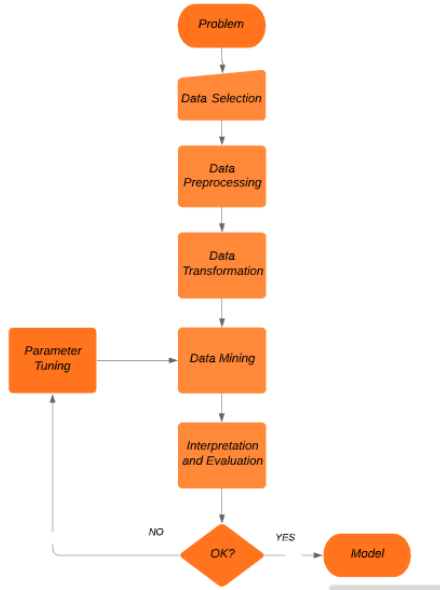 Problem
Data Selection
Data
Preprocessing
Data
Transformation
Parameter
Tuning
Data Mining
Interpretation
and Evaluation
NO
YES
OK?
Model